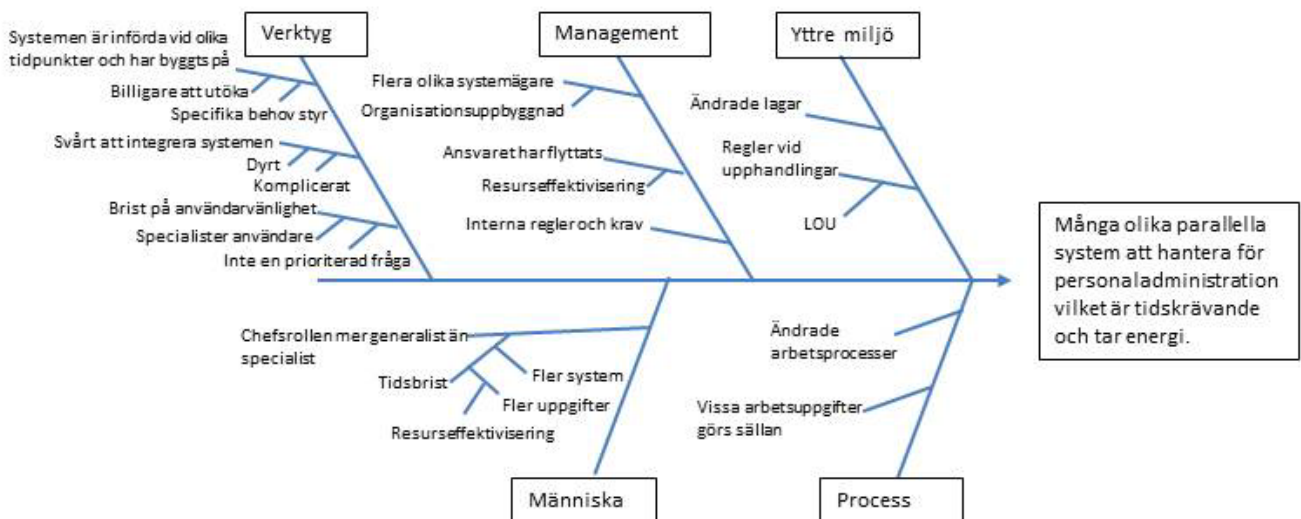 Verktyg
Management
Yttre miljö
Systemen är införda vid olika
tidpunkter och har byggts på
Billigare att utöka
Specifika behov styr
Svårt att integrera systemen
Dyrt
Komplicerat
Brist på användarvänlighet
Specialister användare
Inte en prioriterad fråga
Flera olika systemägare
Organisationsuppbyggnad
Ansvaret har flyttats
Resurseffektivisering
Interna regler och krav
Ändrade lagar
Regler vid
upphandlingar
LOU
Många olika parallella
system att hantera för
personaladministration
vilket är tidskrävande
och tar energi.
Chefsrollen mer generalist än
specialist
Tidsbrist
Fler system
Fler uppgifter
Resurseffektivisering
Ändrade
arbetsprocesser
Vissa arbetsuppgifter
görs sällan
Människa
Process